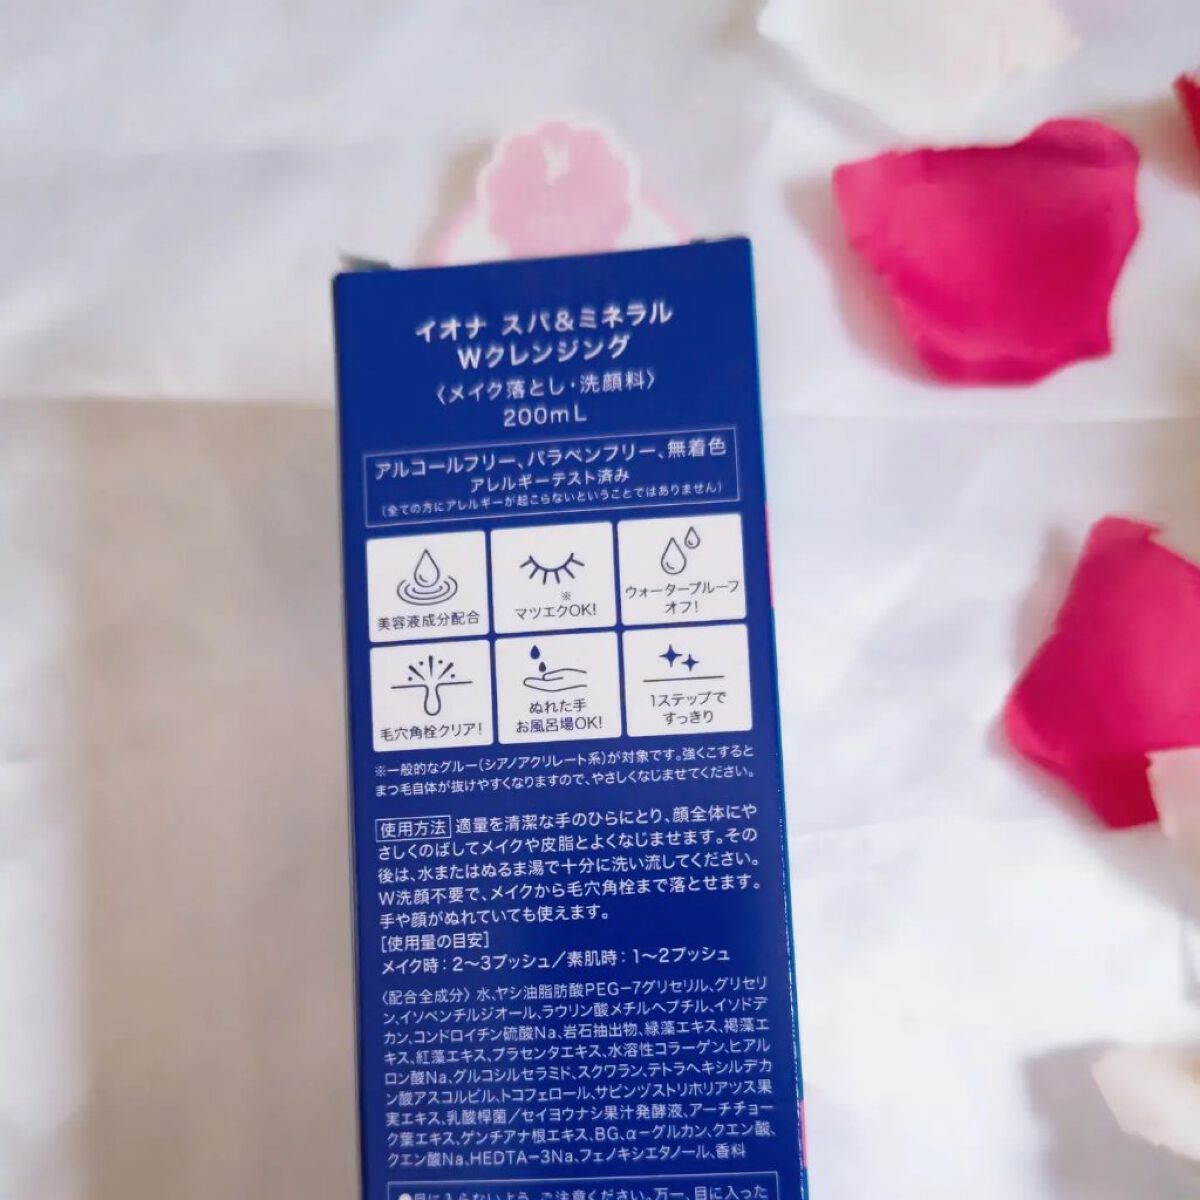 イオナ スパ&ミネラル
Wクレンジング
〈メイク落とし・洗顔料〉
200mL
アルコールフリー、パラベンフリー、無着色
アレルギーテスト済み
(全ての方にアレルギーが起こらないということではありません)
美容液成分配合
※
マツエクOK!
ウォータープルーフ
オフ!
毛穴角栓クリア!
ぬれた手
お風呂場OK!
1ステップで
すっきり
※一般的なグルー(シアノアクリレート系)が対象です。強くこすると
まつ毛自体が抜けやすくなりますので、やさしくなじませてください。
使用方法 適量を清潔な手のひらにとり、顔全体にや
さしくのばしてメイクや皮脂とよくなじませます。その
後は、水またはぬるま湯で十分に洗い流してください。
W洗顔不要で、メイクから毛穴角栓まで落とせます。
手や顔がぬれていても使えます。
[使用量の目安]
メイク時:2〜3プッシュ/素肌時:1〜2プッシュ
〈配合全成分〉水、ヤシ油脂肪酸PEG-7グリセリル、グリセリ
ン、イソペンチルジオール、ラウリン酸メチルヘプチル、イソドデ
カン、コンドロイチン硫酸Na、岩石抽出物、緑藻エキス、褐藻エ
キス、紅藻エキス、プラセンタエキス、水溶性コラーゲン、ヒアル
ロン酸Na、グルコシルセラミド、スクワラン、テトラヘキシルデカ
ン酸アスコルビル、トコフェロール、サピンヅストリホリアツス果
実エキス、乳酸桿菌/セイヨウナシ果汁発酵液、アーチチョー
ク葉エキス、ゲンチアナ根エキス、BG、α-グルカン、クエン酸、
クエン酸Na、HEDTA-3Na、フェノキシエタノール、香料
●目に入らないよう、ご注意ください。万一、目に入った